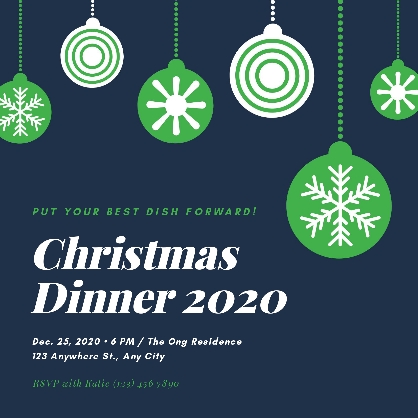 PUT YOUR BEST DISH FORWARD!
Christmas
Dinner 2020
Dec. 25, 2020 • 6 PM / The Ong Residence
123 Anywhere St., Any City
RSVP with Katie (123) 456 7890